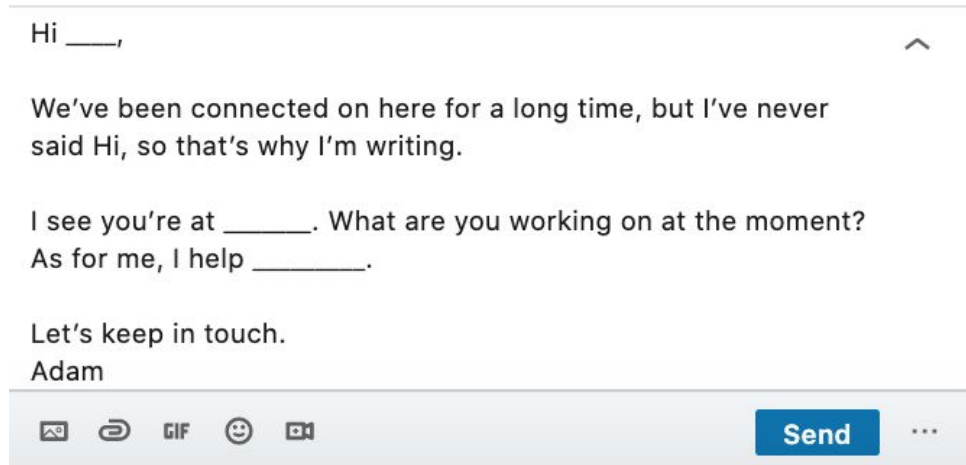 Hi ____,
We’ve been connected on here for a long time, but I’ve never
said Hi, so that’s why I’m writing.
I see you’re at ______. What are you working on at the moment?
As for me, I help ________.
Let’s keep in touch.
Adam
GIF
Send